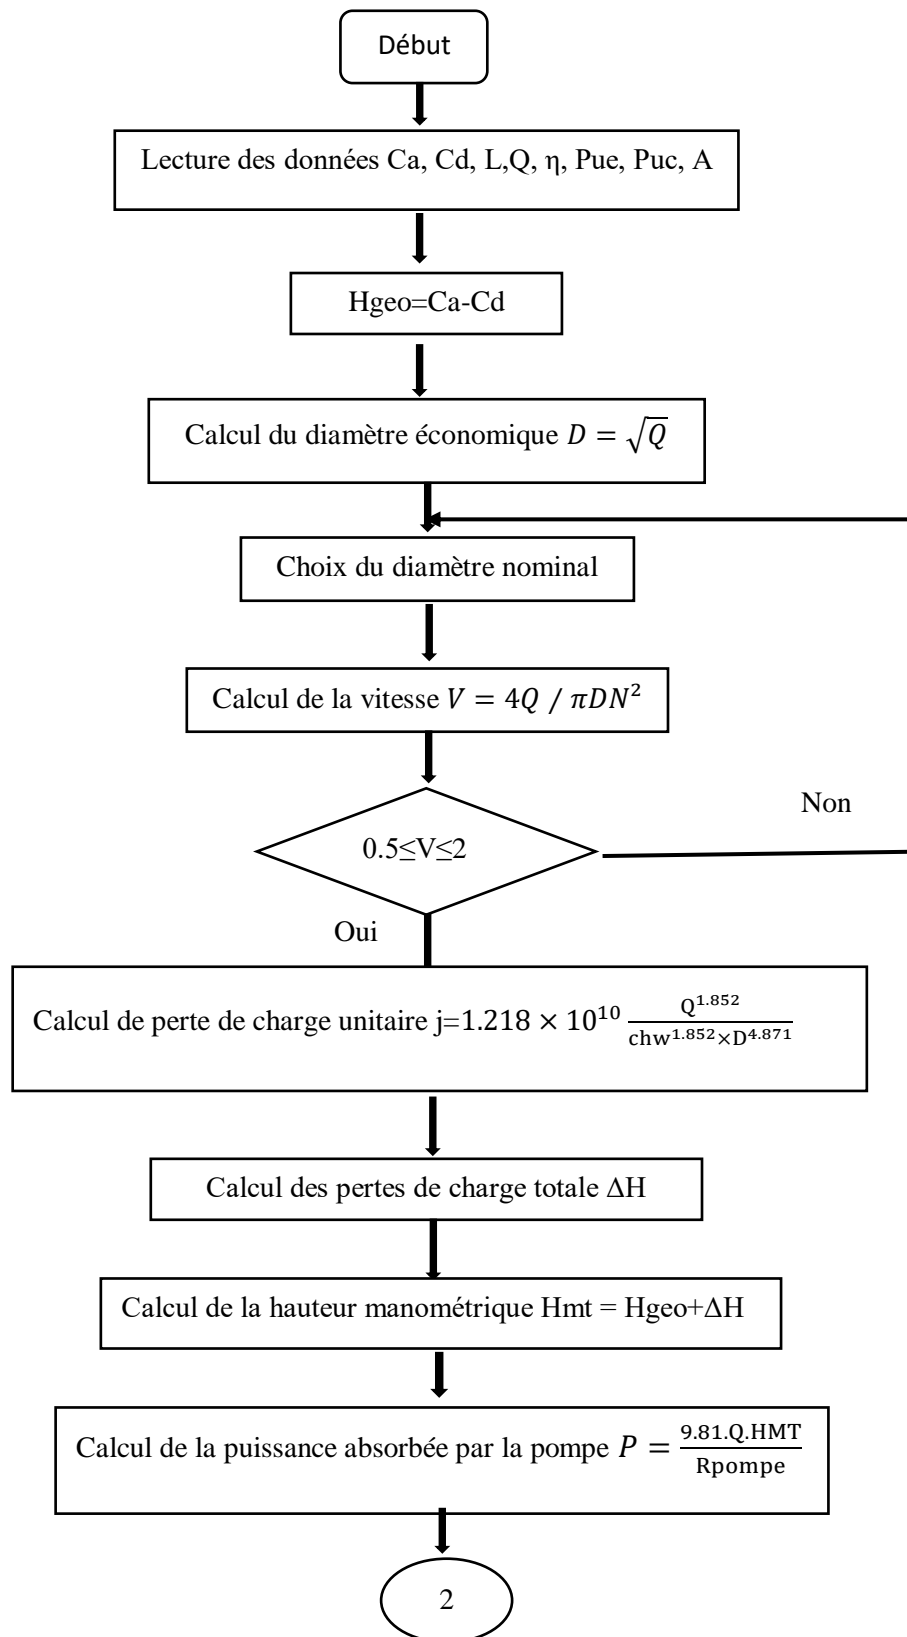 Début
Lecture des données Ca, Cd, L,Q, η, Pue, Puc, A
Hgeo=Ca-Cd
Calcul du diamètre économique D = √Q
Choix du diamètre nominal
Calcul de la vitesse V = 4Q / πDN²
Non
0.5≤V≤2
Oui
Calcul de perte de charge unitaire j=1.218 × 10¹⁰ Q^1.852 / chw^1.852×D^4.871
Calcul des pertes de charge totale ΔH
Calcul de la hauteur manométrique Hmt = Hgeo+ΔH
Calcul de la puissance absorbée par la pompe P = 9.81.Q.HMT / Rpompe
2